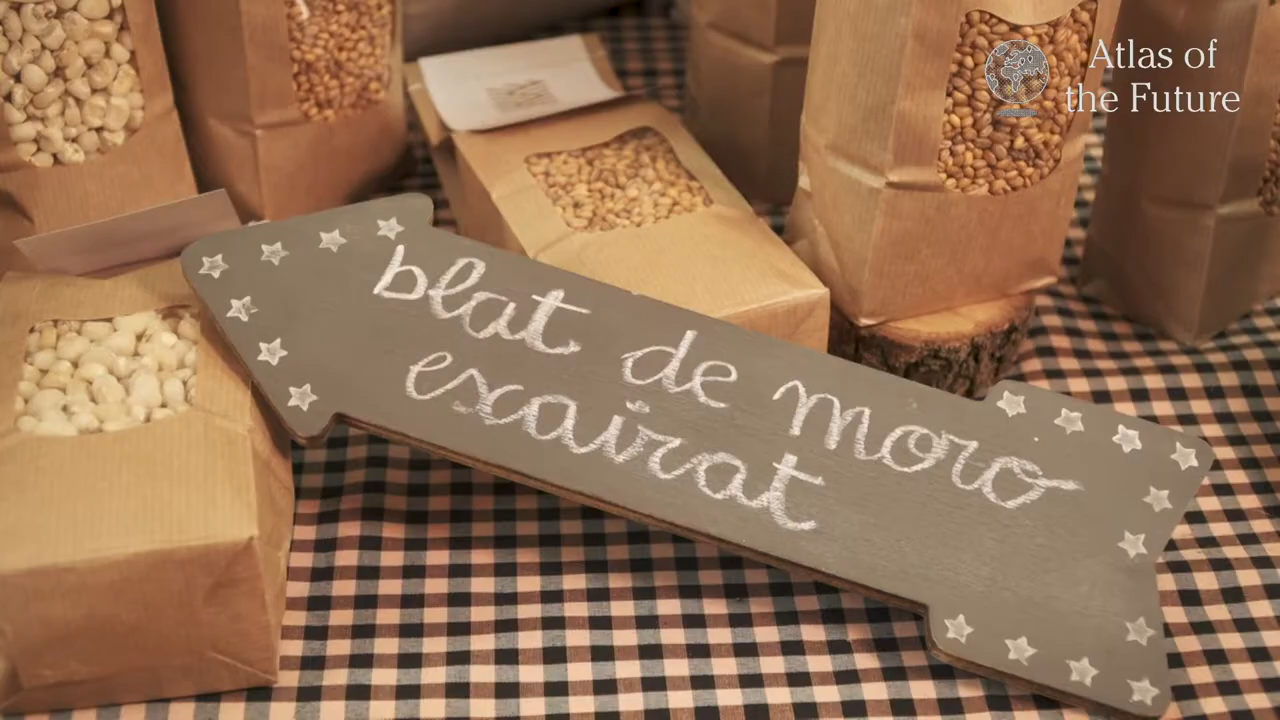 Atlas of
the Future
blat de moro
escairat